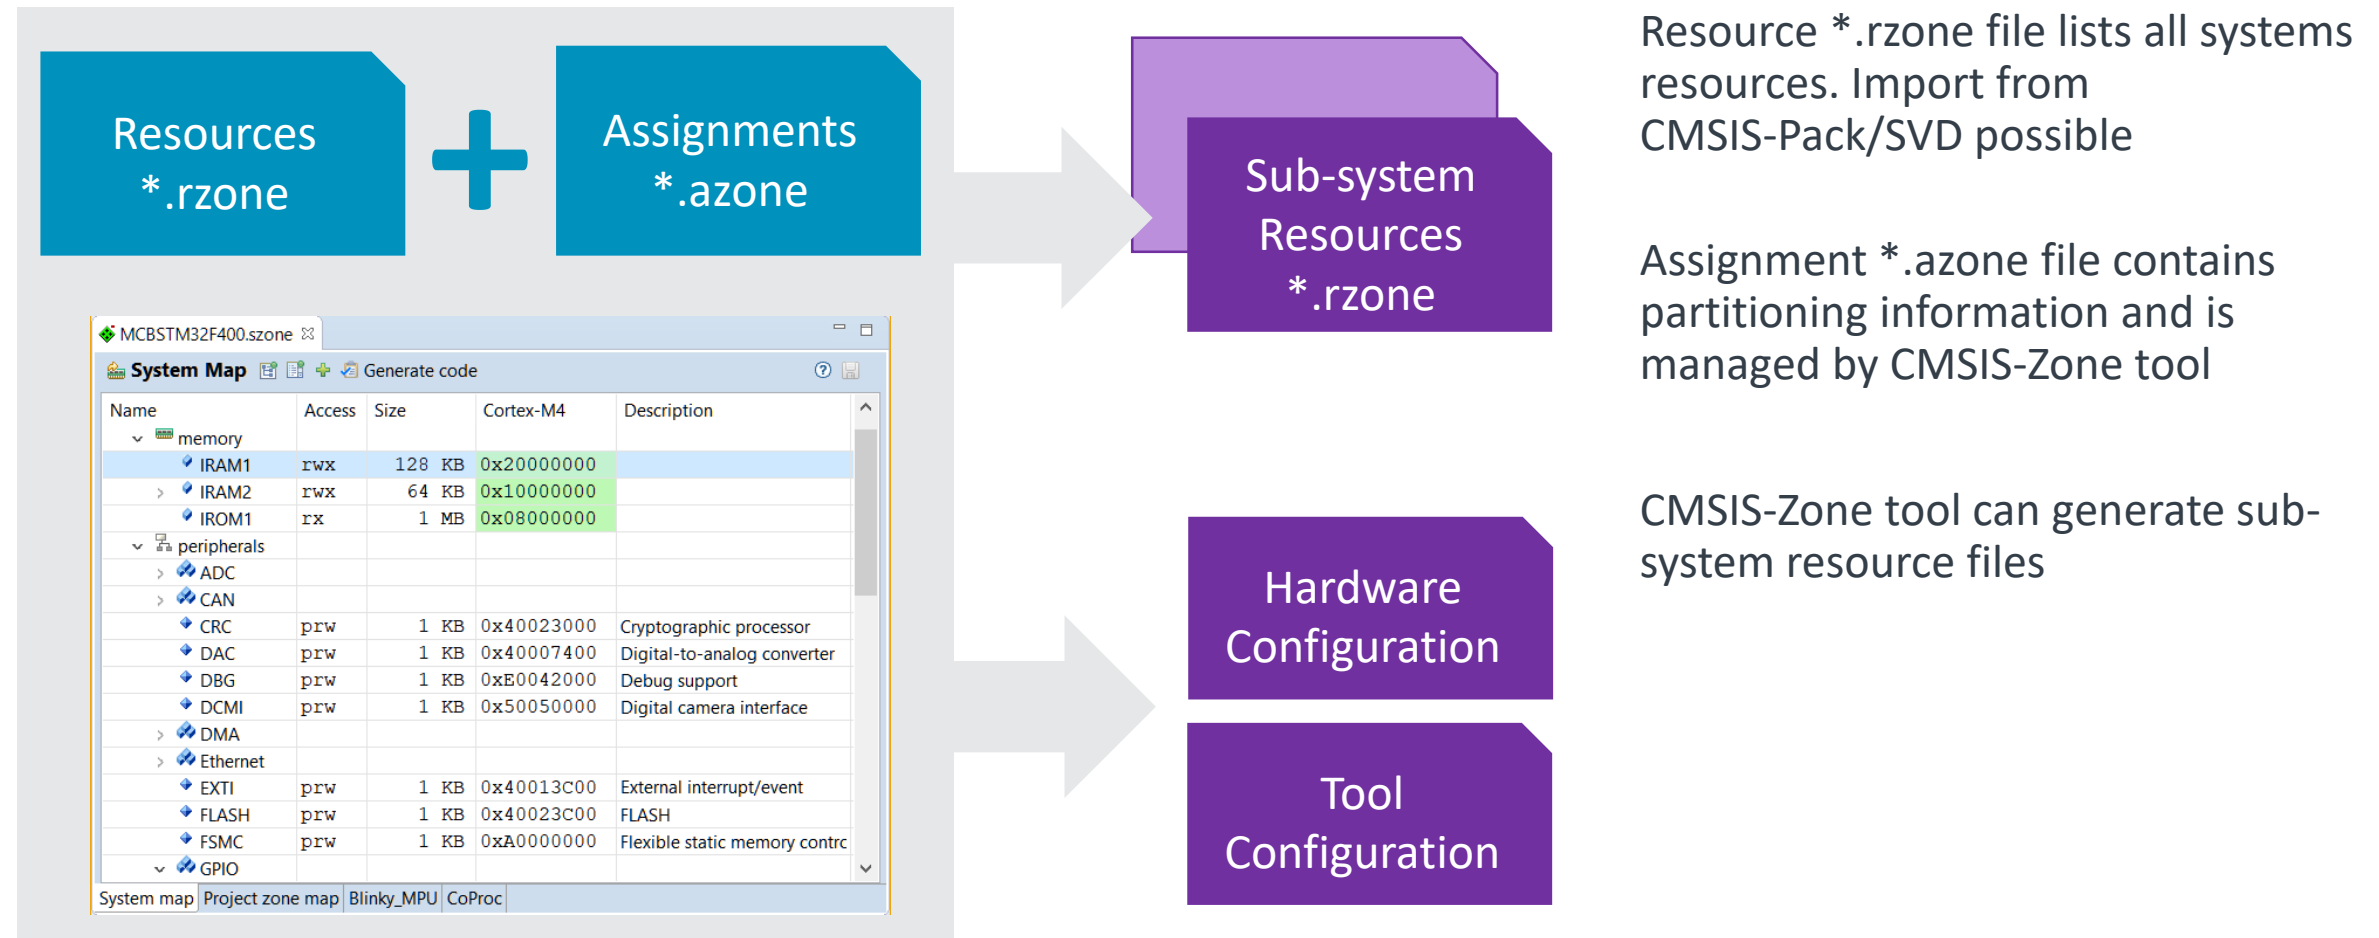 Resources
*.rzone
Assignments
*.azone
Sub-system
Resources
*.rzone
Resource *.rzone file lists all systems
resources. Import from
CMSIS-Pack/SVD possible
Assignment *.azone file contains
partitioning information and is
managed by CMSIS-Zone tool
CMSIS-Zone tool can generate sub-
system resource files
MCBSTM32F400.szone
System Map Generate code
Name Access Size Cortex-M4 Description
memory
IRAM1 rwx 128 KB 0x20000000
IRAM2 rwx 64 KB 0x10000000
IROM1 rx 1 MB 0x08000000
peripherals
ADC
CAN
CRC prw 1 KB 0x40023000 Cryptographic processor
DAC prw 1 KB 0x40007400 Digital-to-analog converter
DBG prw 1 KB 0xE0042000 Debug support
DCMI prw 1 KB 0x50050000 Digital camera interface
DMA
Ethernet
EXTI prw 1 KB 0x40013C00 External interrupt/event
FLASH prw 1 KB 0x40023C00 FLASH
FSMC prw 1 KB 0xA0000000 Flexible static memory contrc
GPIO
System map Project zone map Blinky_MPU CoProc
Hardware
Configuration
Tool
Configuration